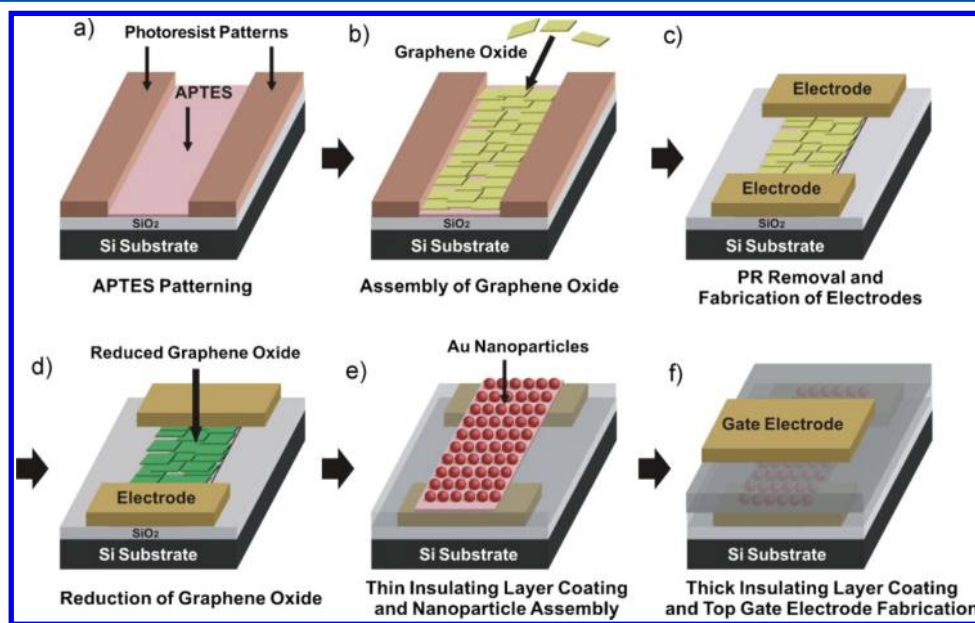 a)
Photoresist Patterns
APTES
SiO₂
Si Substrate
APTES Patterning
b)
Graphene Oxide
SiO₂
Si Substrate
Assembly of Graphene Oxide
c)
Electrode
Electrode
SiO₂
Si Substrate
PR Removal and
Fabrication of Electrodes
d)
Reduced Graphene Oxide
Electrode
SiO₂
Si Substrate
Reduction of Graphene Oxide
e)
Au Nanoparticles
Si Substrate
Thin Insulating Layer Coating
and Nanoparticle Assembly
f)
Gate Electrode
Si Substrate
Thick Insulating Layer Coating
and Top Gate Electrode Fabrication